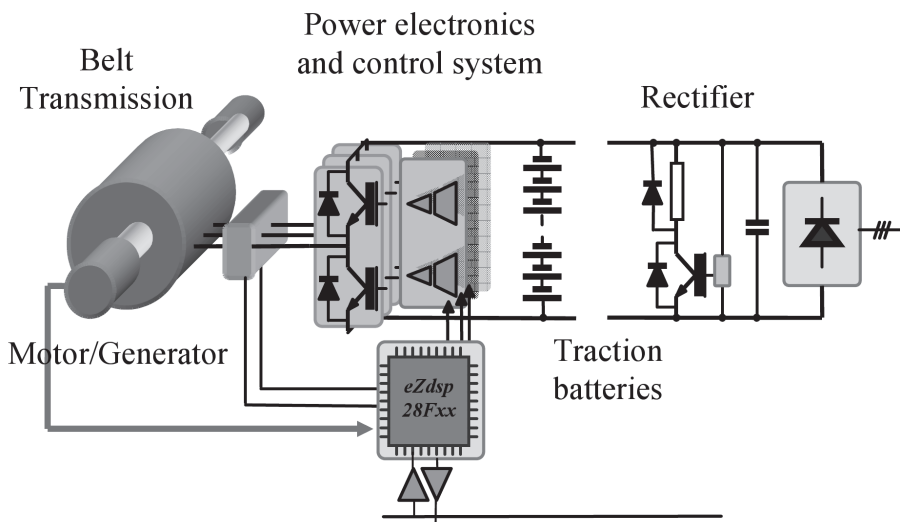 Power electronics
and control system
Belt
Transmission
Rectifier
Motor/Generator
Traction
batteries
eZdsp
28Fxx